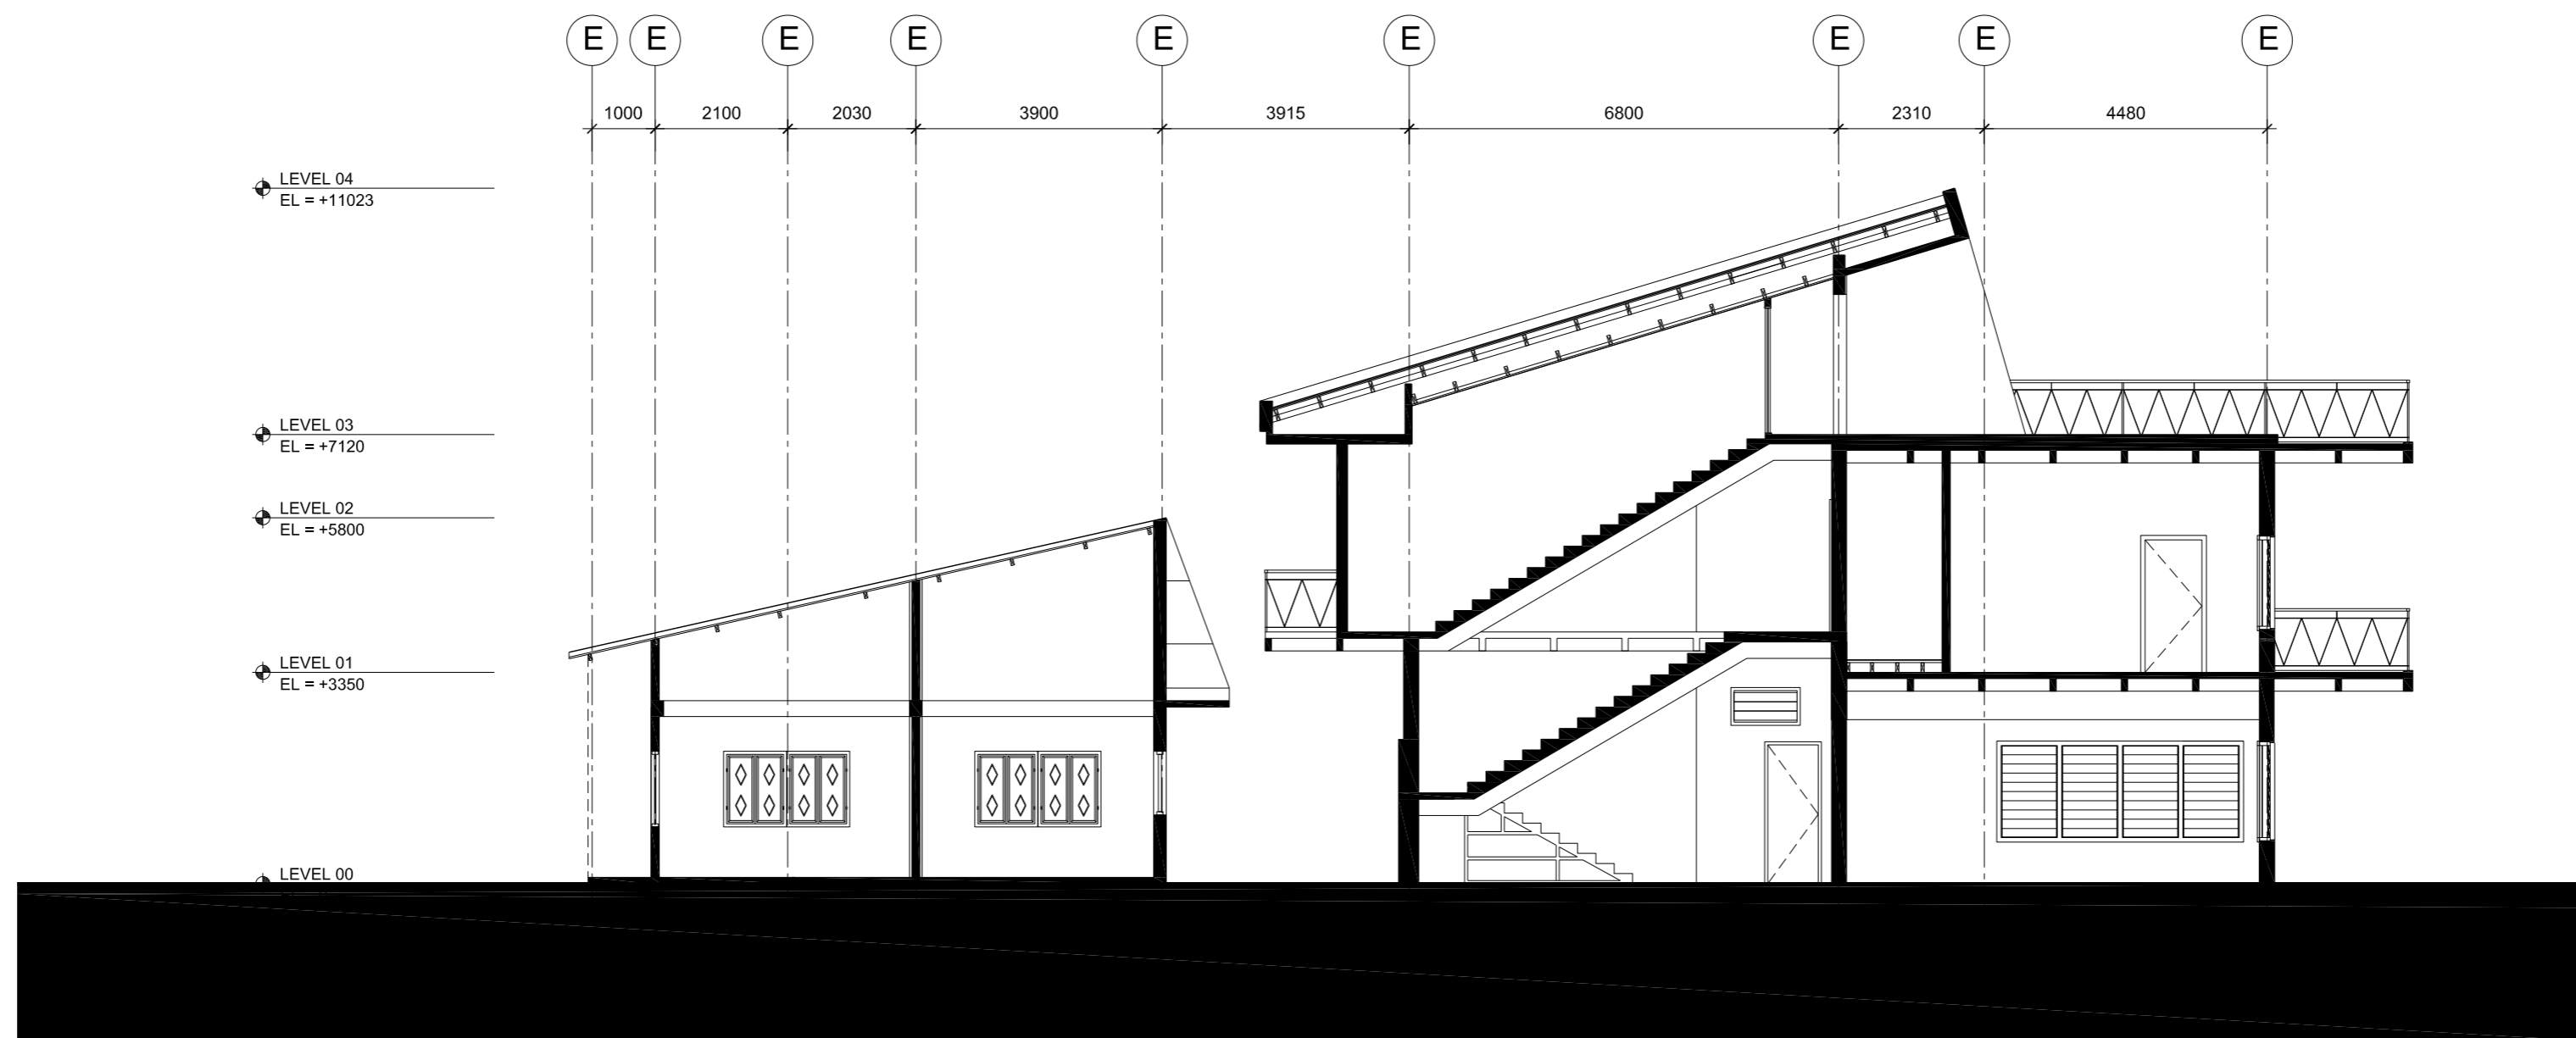 E E E E E E E E E
1000 2100 2030 3900 3915 6800 2310 4480
LEVEL 04
EL = +11023
LEVEL 03
EL = +7120
LEVEL 02
EL = +5800
LEVEL 01
EL = +3350
LEVEL 00